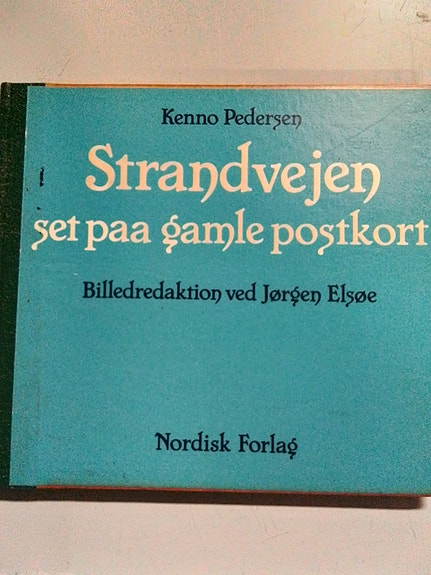 Kenno Pedersen
Strandvejen
set paa gamle postkort
Billedredaktion ved Jørgen Elsøe
Nordisk Forlag